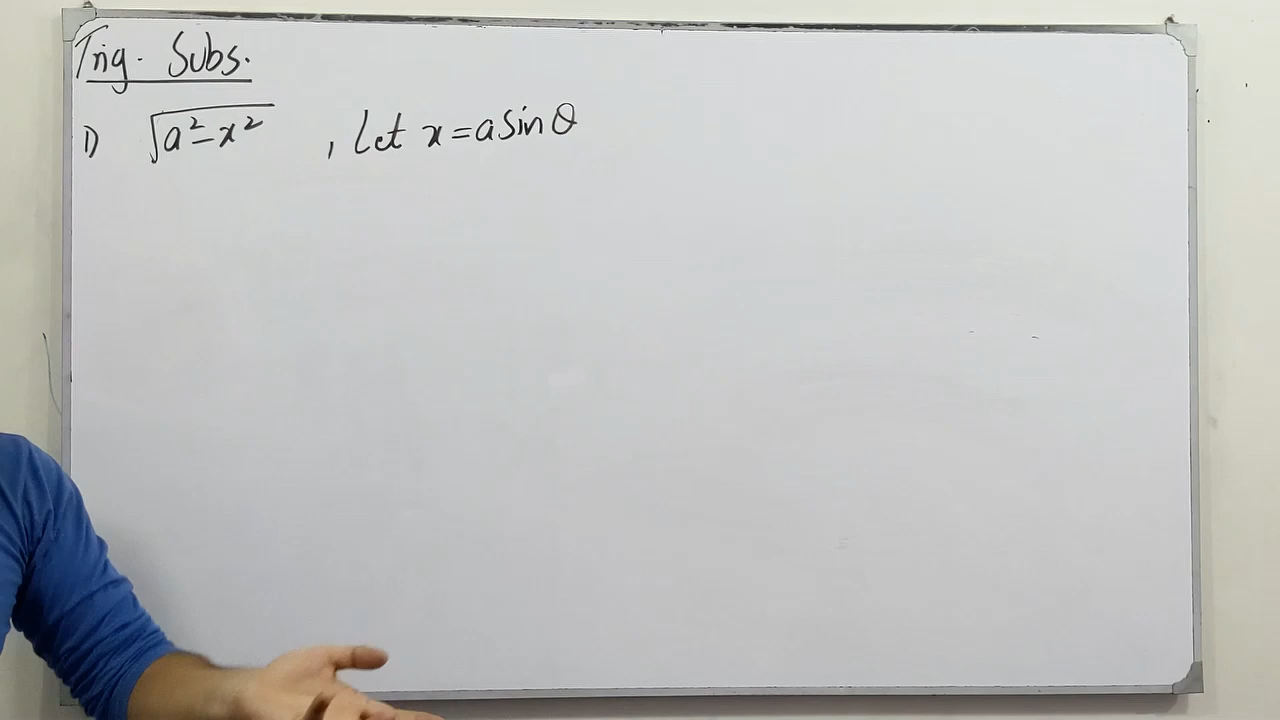 Trig. Subs.
1) √a²-x² , Let x=a sin θ